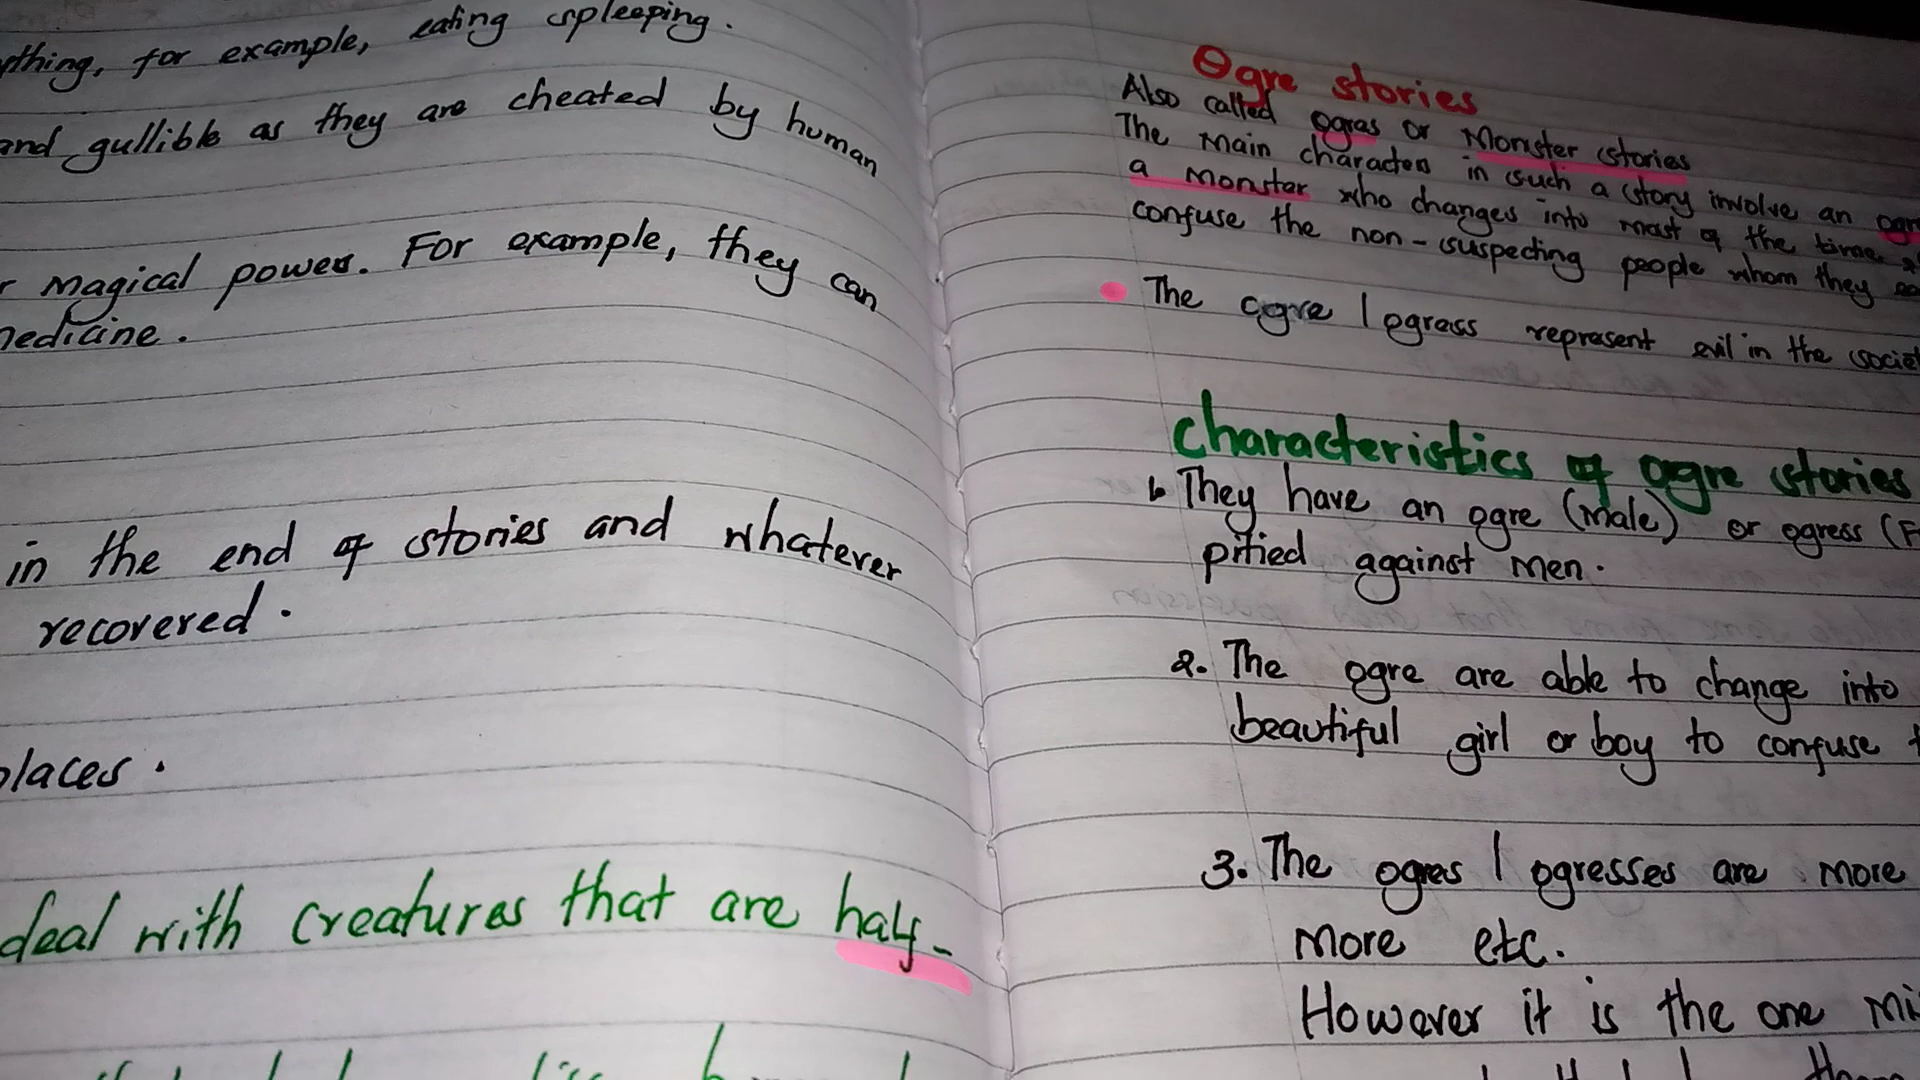 for example, eating spleeping.
and gullible as they are cheated by human
magical power. For example, they can
medicine.
in the end of stories and whatever
recovered.
places.
deal with creatures that are half-
Ogre stories
Also called ogres or Monster stories
The main characters in such a story involve an
a monster who changes into most of the time
confuse the non-suspecting people whom they
The ogre / ogress represent evil in the
Characteristics of ogre stories
1. They have an ogre (male) or ogress (F
pitied against men.
2. The ogre are able to change into
beautiful girl or boy to confuse
3. The ogres / ogresses are more
more etc.
However it is the one